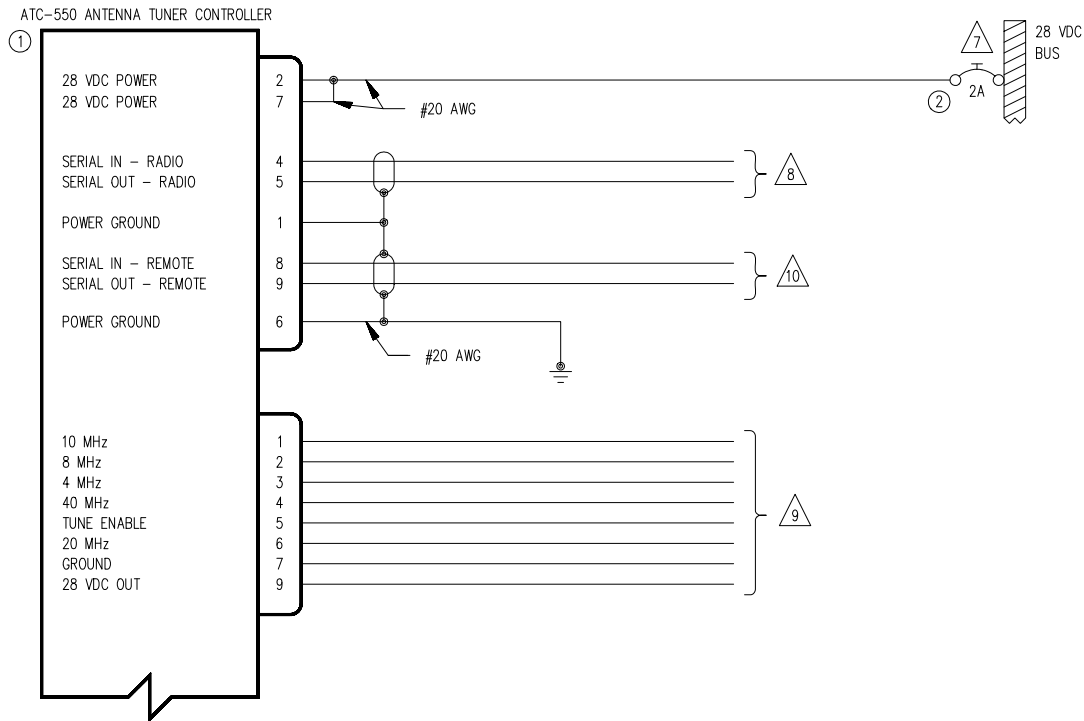 ATC-550 ANTENNA TUNER CONTROLLER
1
28 VDC POWER 2
28 VDC POWER 7
#20 AWG
7
2A
2
28 VDC
BUS
SERIAL IN - RADIO 4
SERIAL OUT - RADIO 5
8
POWER GROUND 1
SERIAL IN - REMOTE 8
SERIAL OUT - REMOTE 9
10
POWER GROUND 6
#20 AWG
10 MHz 1
8 MHz 2
4 MHz 3
40 MHz 4
TUNE ENABLE 5
20 MHz 6
GROUND 7
28 VDC OUT 9
9